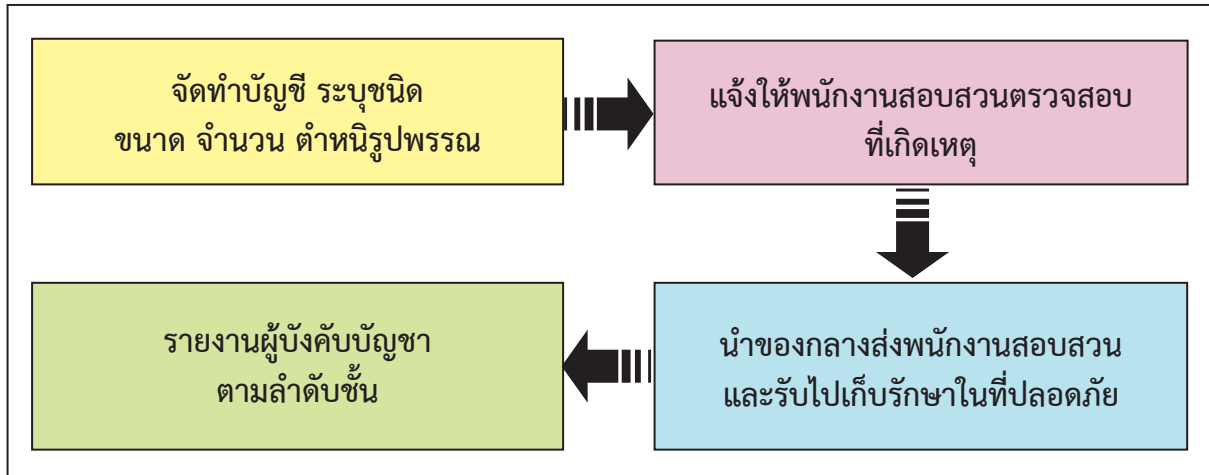 จัดทำบัญชี ระบุชนิด
ขนาด จำนวน ตำหนิรูปพรรณ
แจ้งให้พนักงานสอบสวนตรวจสอบ
ที่เกิดเหตุ
นำของกลางส่งพนักงานสอบสวน
และรับไปเก็บรักษาในที่ปลอดภัย
รายงานผู้บังคับบัญชา
ตามลำดับชั้น